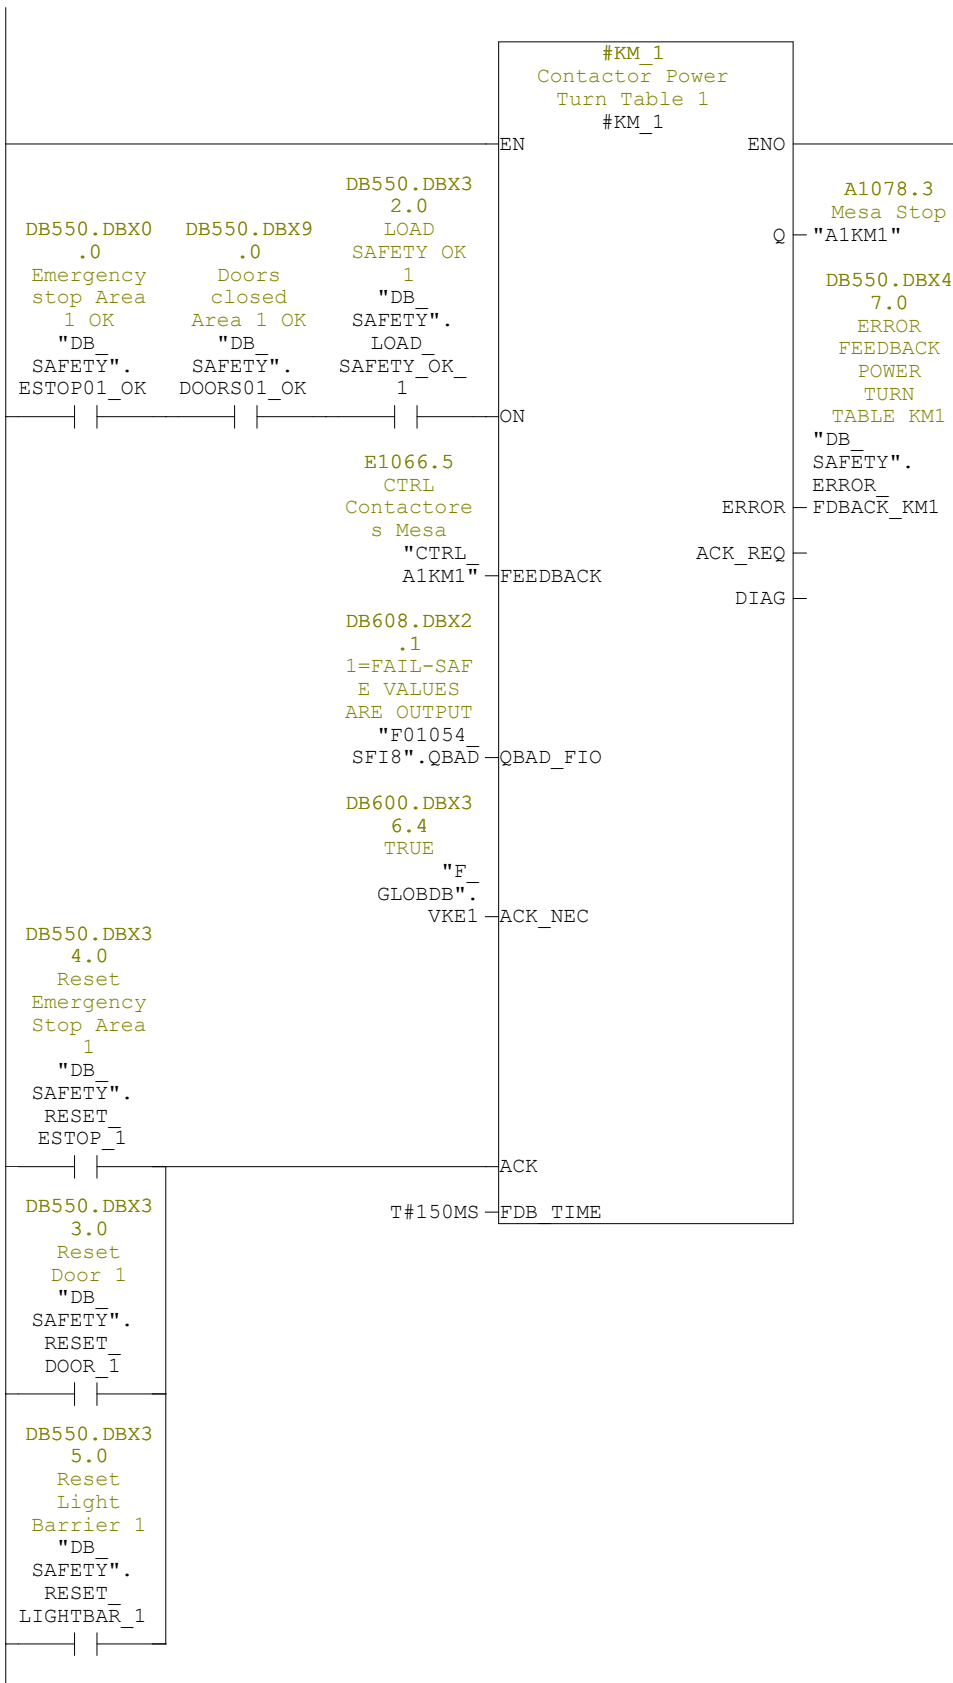 #KM_1
Contactor Power
Turn Table 1
#KM_1
EN
ENO
DB550.DBX0
.0
Emergency
stop Area
1 OK
"DB_
SAFETY".
ESTOP01_OK
DB550.DBX9
.0
Doors
closed
Area 1 OK
"DB_
SAFETY".
DOORS01_OK
DB550.DBX3
2.0
LOAD
SAFETY OK
1
"DB_
SAFETY".
LOAD_
SAFETY_OK_
1
ON
A1078.3
Mesa Stop
Q
"A1KM1"
DB550.DBX4
7.0
ERROR
FEEDBACK
POWER
TURN
TABLE KM1
"DB_
SAFETY".
ERROR_
ERROR
FDBACK_KM1
E1066.5
CTRL
Contactore
s Mesa
"CTRL_
A1KM1"
FEEDBACK
ACK_REQ
DIAG
DB608.DBX2
.1
1=FAIL-SAF
E VALUES
ARE OUTPUT
"F01054_
SFI8".QBAD
QBAD_FIO
DB600.DBX3
6.4
TRUE
"F_
GLOBDB".
VKE1
ACK_NEC
DB550.DBX3
4.0
Reset
Emergency
Stop Area
1
"DB_
SAFETY".
RESET_
ESTOP_1
ACK
T#150MS
FDB_TIME
DB550.DBX3
3.0
Reset
Door 1
"DB_
SAFETY".
RESET_
DOOR_1
DB550.DBX3
5.0
Reset
Light
Barrier 1
"DB_
SAFETY".
RESET_
LIGHTBAR_1